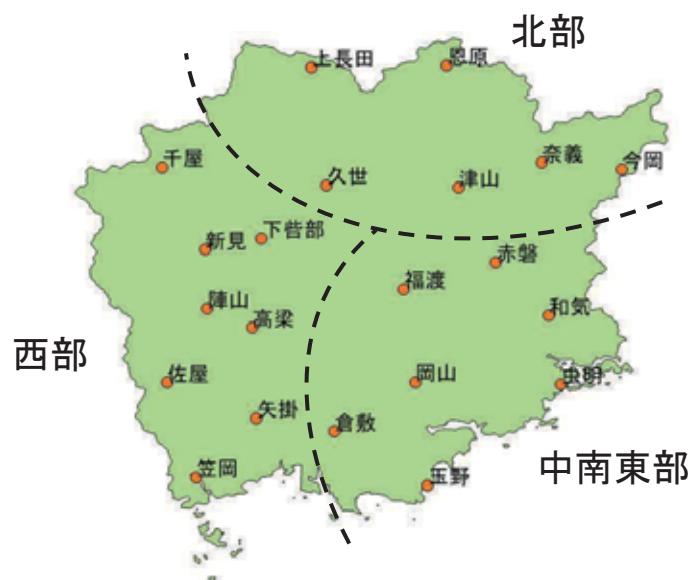 北部
上長田
恩原
千屋
久世
津山
奈義
今岡
新見
下呰部
赤磐
福渡
陣山
高梁
和気
西部
佐屋
岡山
虫明
矢掛
倉敷
中南東部
笠岡
玉野